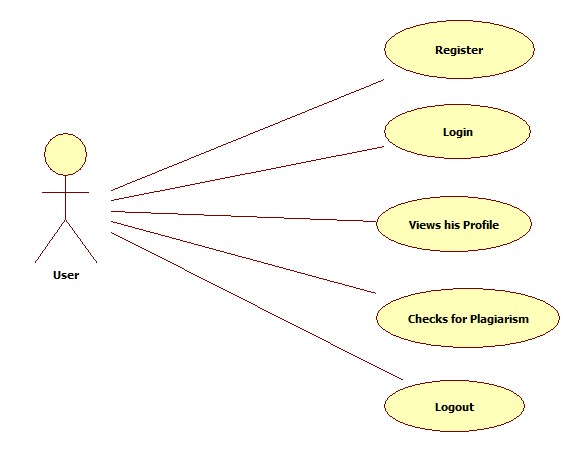 Register
Login
Views his Profile
User
Checks for Plagiarism
Logout